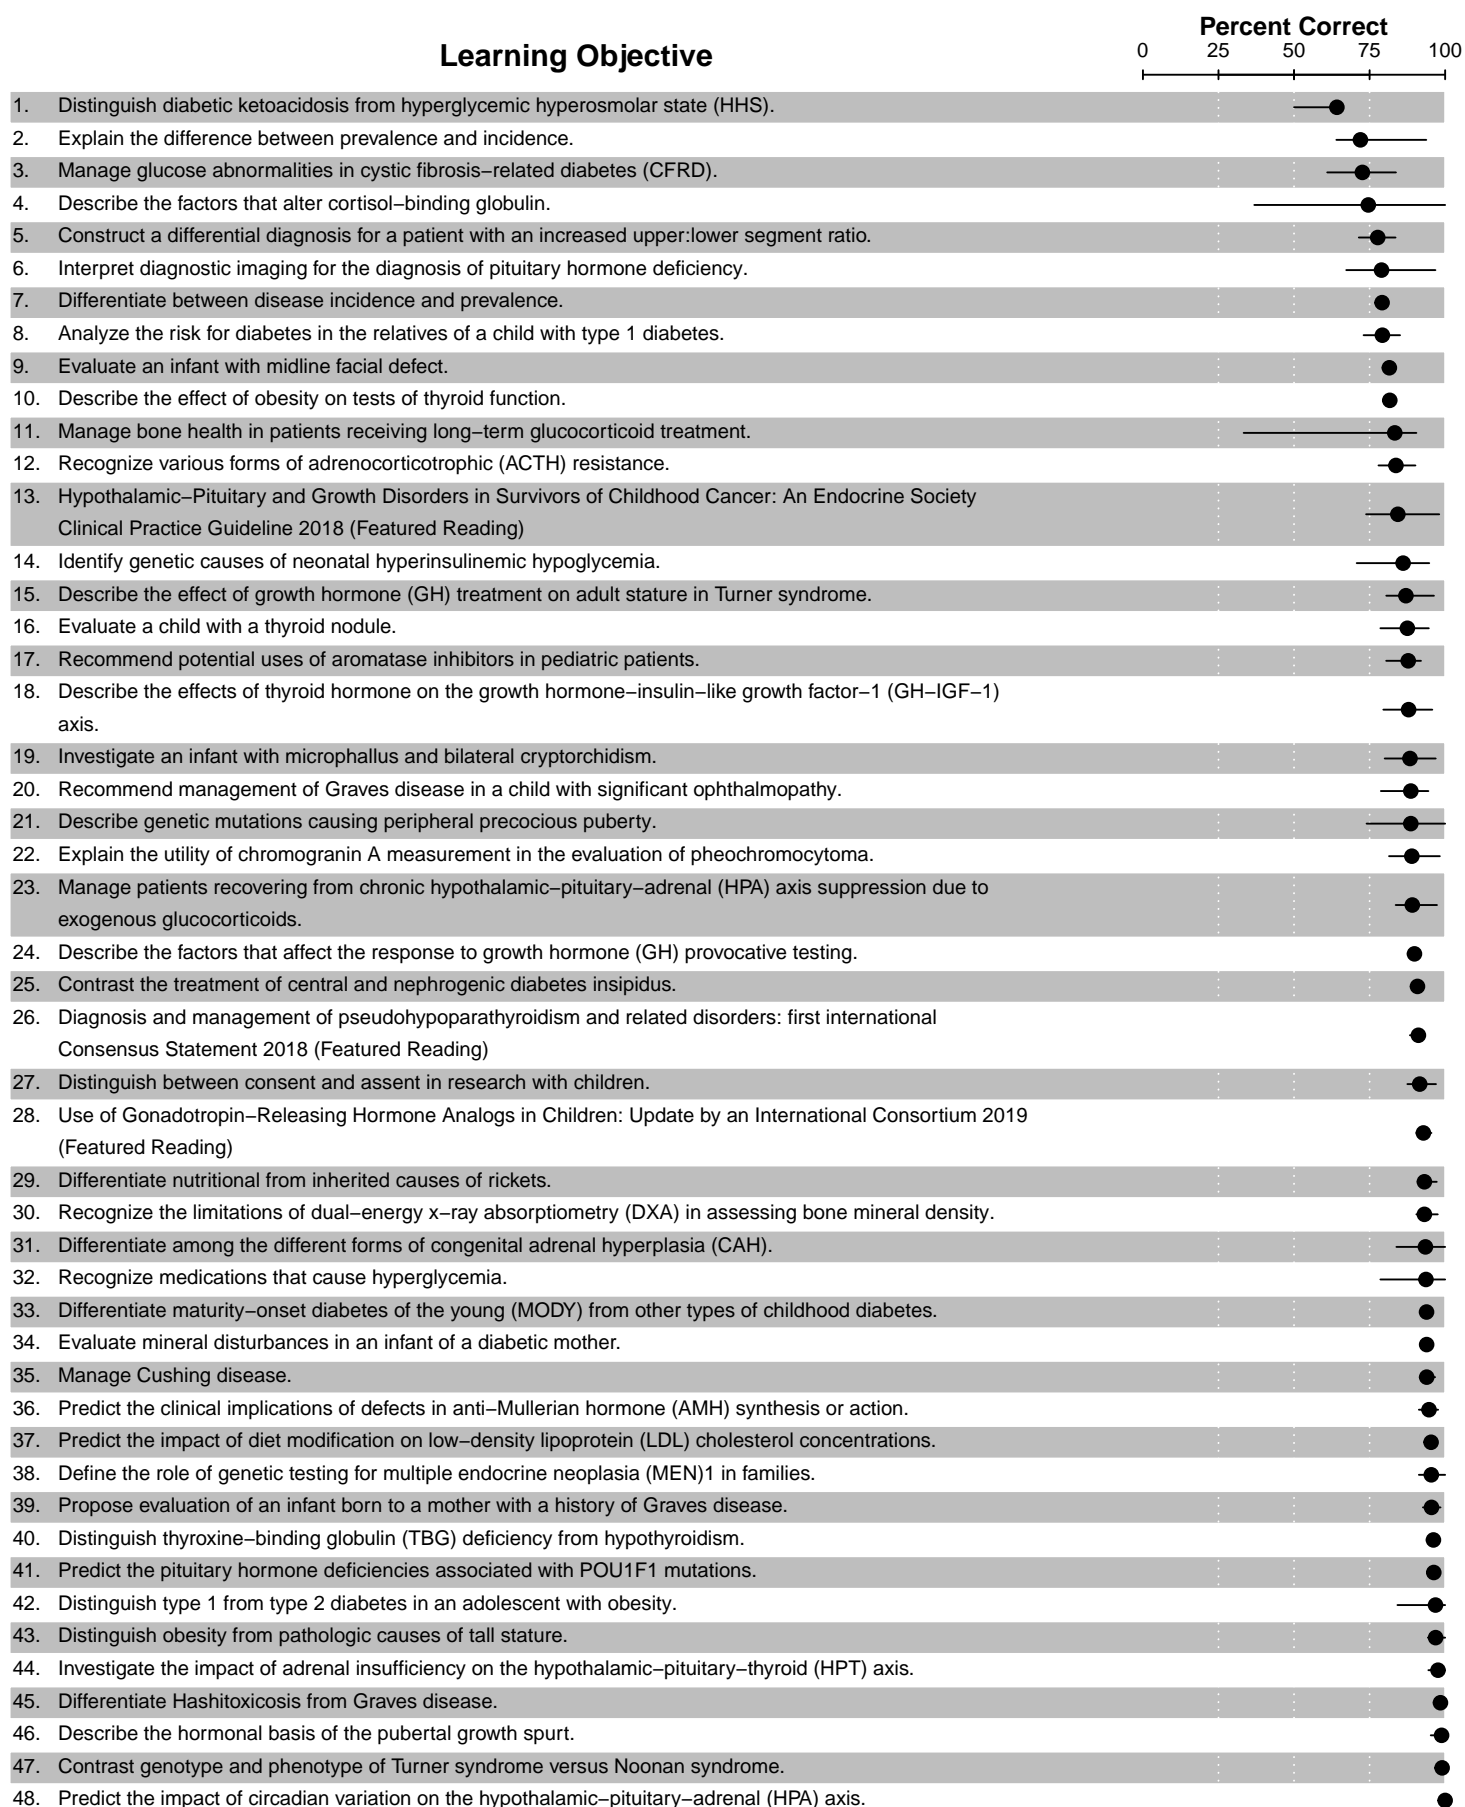 Percent Correct
Learning Objective
0 25 50 75 100
1. Distinguish diabetic ketoacidosis from hyperglycemic hyperosmolar state (HHS).
2. Explain the difference between prevalence and incidence.
3. Manage glucose abnormalities in cystic fibrosis−related diabetes (CFRD).
4. Describe the factors that alter cortisol−binding globulin.
5. Construct a differential diagnosis for a patient with an increased upper:lower segment ratio.
6. Interpret diagnostic imaging for the diagnosis of pituitary hormone deficiency.
7. Differentiate between disease incidence and prevalence.
8. Analyze the risk for diabetes in the relatives of a child with type 1 diabetes.
9. Evaluate an infant with midline facial defect.
10. Describe the effect of obesity on tests of thyroid function.
11. Manage bone health in patients receiving long−term glucocorticoid treatment.
12. Recognize various forms of adrenocorticotrophic (ACTH) resistance.
13. Hypothalamic−Pituitary and Growth Disorders in Survivors of Childhood Cancer: An Endocrine Society
Clinical Practice Guideline 2018 (Featured Reading)
14. Identify genetic causes of neonatal hyperinsulinemic hypoglycemia.
15. Describe the effect of growth hormone (GH) treatment on adult stature in Turner syndrome.
16. Evaluate a child with a thyroid nodule.
17. Recommend potential uses of aromatase inhibitors in pediatric patients.
18. Describe the effects of thyroid hormone on the growth hormone−insulin−like growth factor−1 (GH−IGF−1)
axis.
19. Investigate an infant with microphallus and bilateral cryptorchidism.
20. Recommend management of Graves disease in a child with significant ophthalmopathy.
21. Describe genetic mutations causing peripheral precocious puberty.
22. Explain the utility of chromogranin A measurement in the evaluation of pheochromocytoma.
23. Manage patients recovering from chronic hypothalamic−pituitary−adrenal (HPA) axis suppression due to
exogenous glucocorticoids.
24. Describe the factors that affect the response to growth hormone (GH) provocative testing.
25. Contrast the treatment of central and nephrogenic diabetes insipidus.
26. Diagnosis and management of pseudohypoparathyroidism and related disorders: first international
Consensus Statement 2018 (Featured Reading)
27. Distinguish between consent and assent in research with children.
28. Use of Gonadotropin−Releasing Hormone Analogs in Children: Update by an International Consortium 2019
(Featured Reading)
29. Differentiate nutritional from inherited causes of rickets.
30. Recognize the limitations of dual−energy x−ray absorptiometry (DXA) in assessing bone mineral density.
31. Differentiate among the different forms of congenital adrenal hyperplasia (CAH).
32. Recognize medications that cause hyperglycemia.
33. Differentiate maturity−onset diabetes of the young (MODY) from other types of childhood diabetes.
34. Evaluate mineral disturbances in an infant of a diabetic mother.
35. Manage Cushing disease.
36. Predict the clinical implications of defects in anti−Mullerian hormone (AMH) synthesis or action.
37. Predict the impact of diet modification on low−density lipoprotein (LDL) cholesterol concentrations.
38. Define the role of genetic testing for multiple endocrine neoplasia (MEN)1 in families.
39. Propose evaluation of an infant born to a mother with a history of Graves disease.
40. Distinguish thyroxine−binding globulin (TBG) deficiency from hypothyroidism.
41. Predict the pituitary hormone deficiencies associated with POU1F1 mutations.
42. Distinguish type 1 from type 2 diabetes in an adolescent with obesity.
43. Distinguish obesity from pathologic causes of tall stature.
44. Investigate the impact of adrenal insufficiency on the hypothalamic−pituitary−thyroid (HPT) axis.
45. Differentiate Hashitoxicosis from Graves disease.
46. Describe the hormonal basis of the pubertal growth spurt.
47. Contrast genotype and phenotype of Turner syndrome versus Noonan syndrome.
48. Predict the impact of circadian variation on the hypothalamic−pituitary−adrenal (HPA) axis.